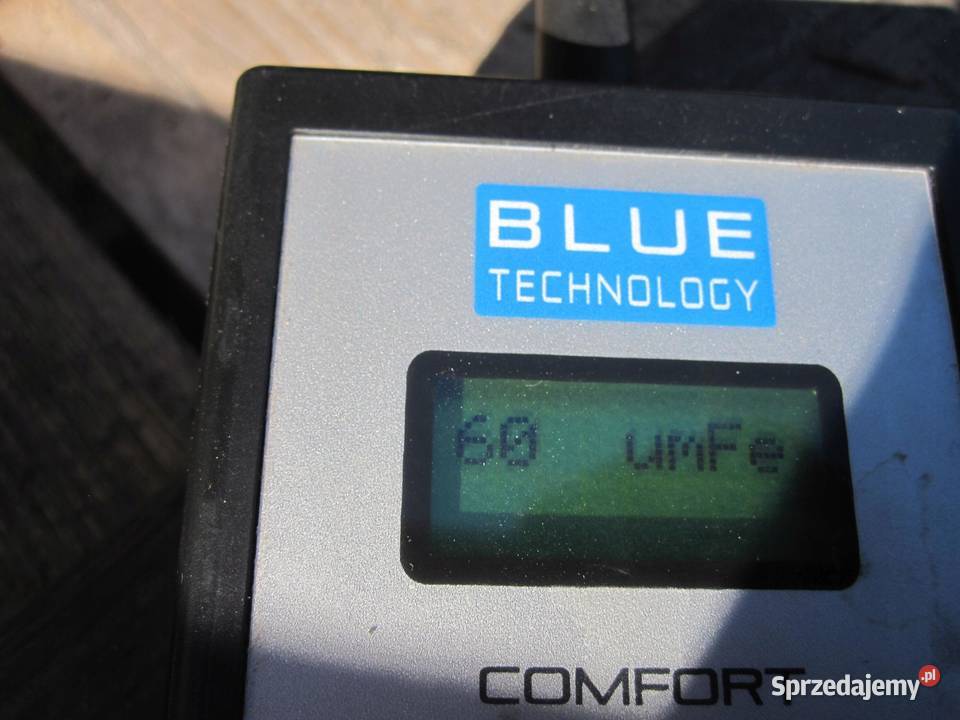 BLUE
TECHNOLOGY
60 umFe
COMFORT
Sprzedajemy.pl